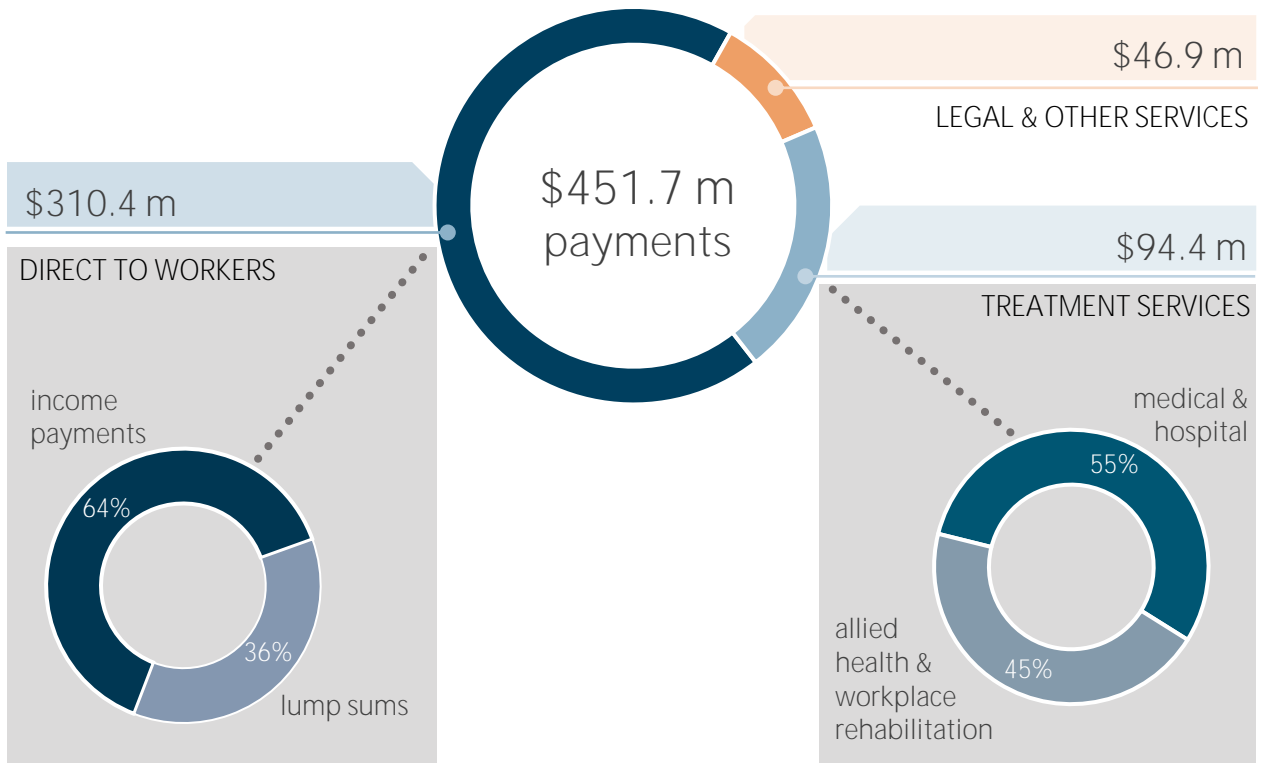 $451.7 m
payments
$46.9 m
LEGAL & OTHER SERVICES
$310.4 m
DIRECT TO WORKERS
income
payments
64%
36%
lump sums
$94.4 m
TREATMENT SERVICES
medical &
hospital
55%
allied
health &
workplace
rehabilitation
45%